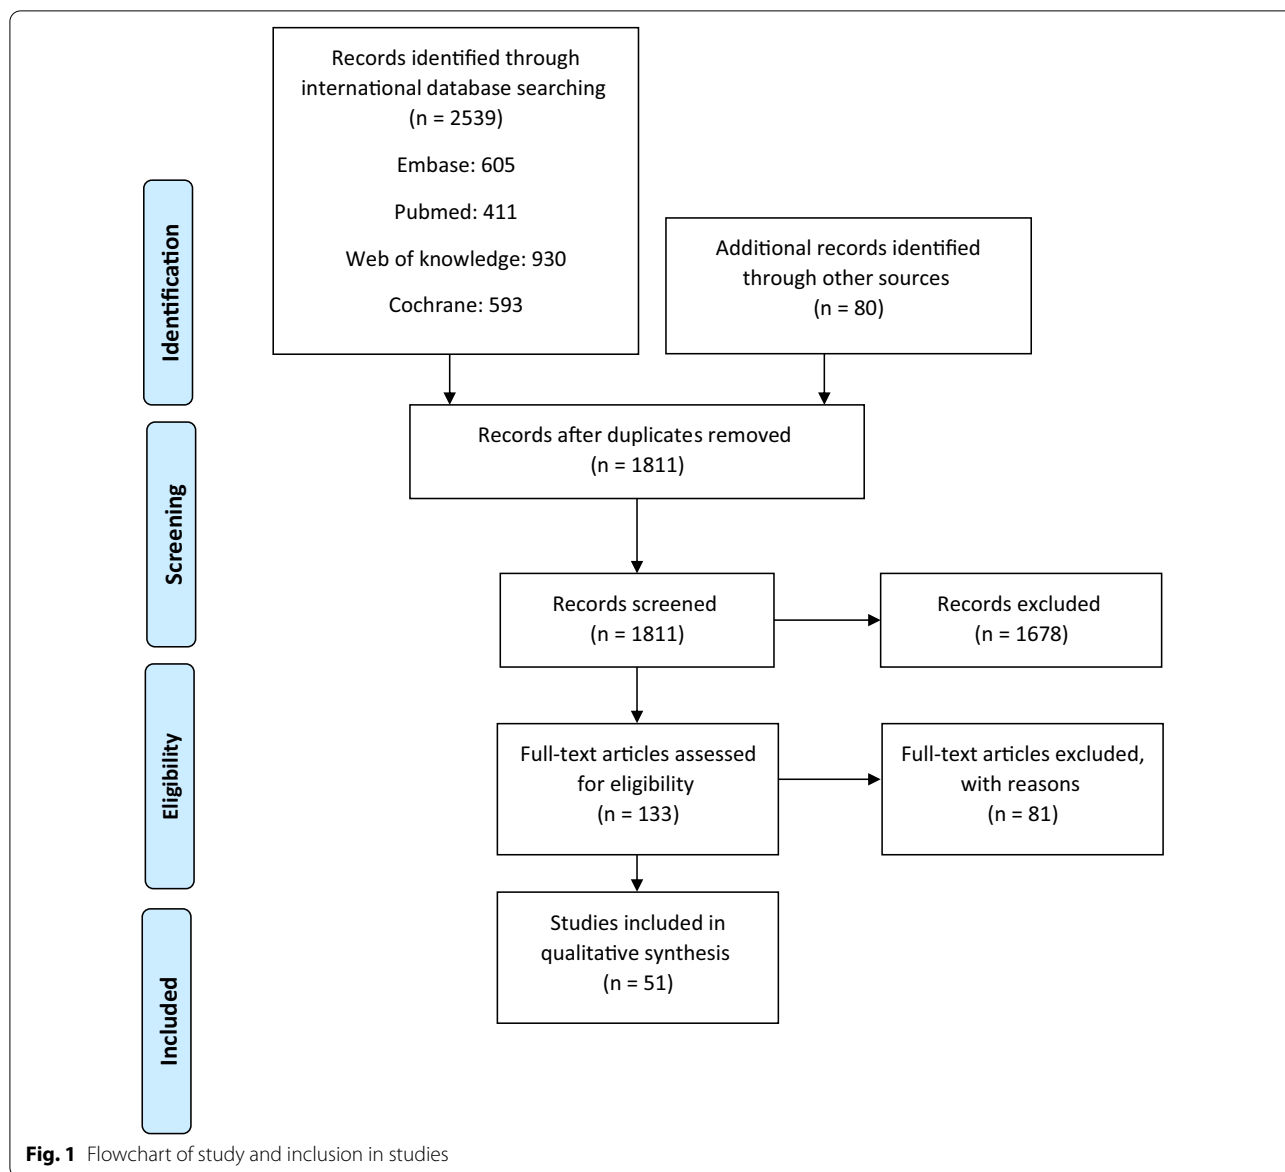 Records identified through
international database searching
(n = 2539)
Embase: 605
Pubmed: 411
Web of knowledge: 930
Cochrane: 593
Additional records identified
through other sources
(n = 80)
Identification
Records after duplicates removed
(n = 1811)
Screening
Records screened
(n = 1811)
Records excluded
(n = 1678)
Eligibility
Full-text articles assessed
for eligibility
(n = 133)
Full-text articles excluded,
with reasons
(n = 81)
Studies included in
qualitative synthesis
(n = 51)
Included
Fig. 1 Flowchart of study and inclusion in studies